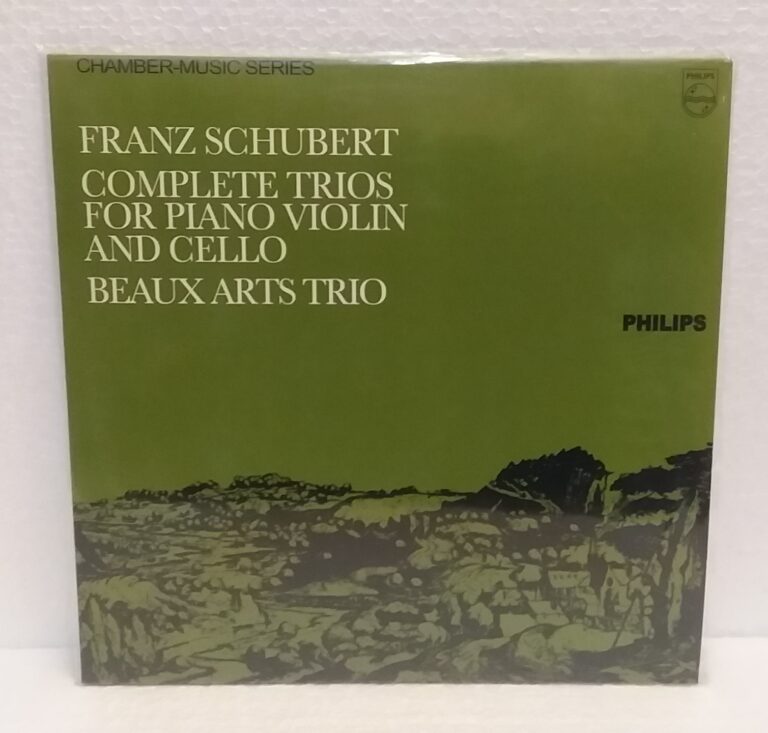 CHAMBER-MUSIC SERIES
PHILIPS
FRANZ SCHUBERT
COMPLETE TRIOS
FOR PIANO VIOLIN
AND CELLO
BEAUX ARTS TRIO
PHILIPS